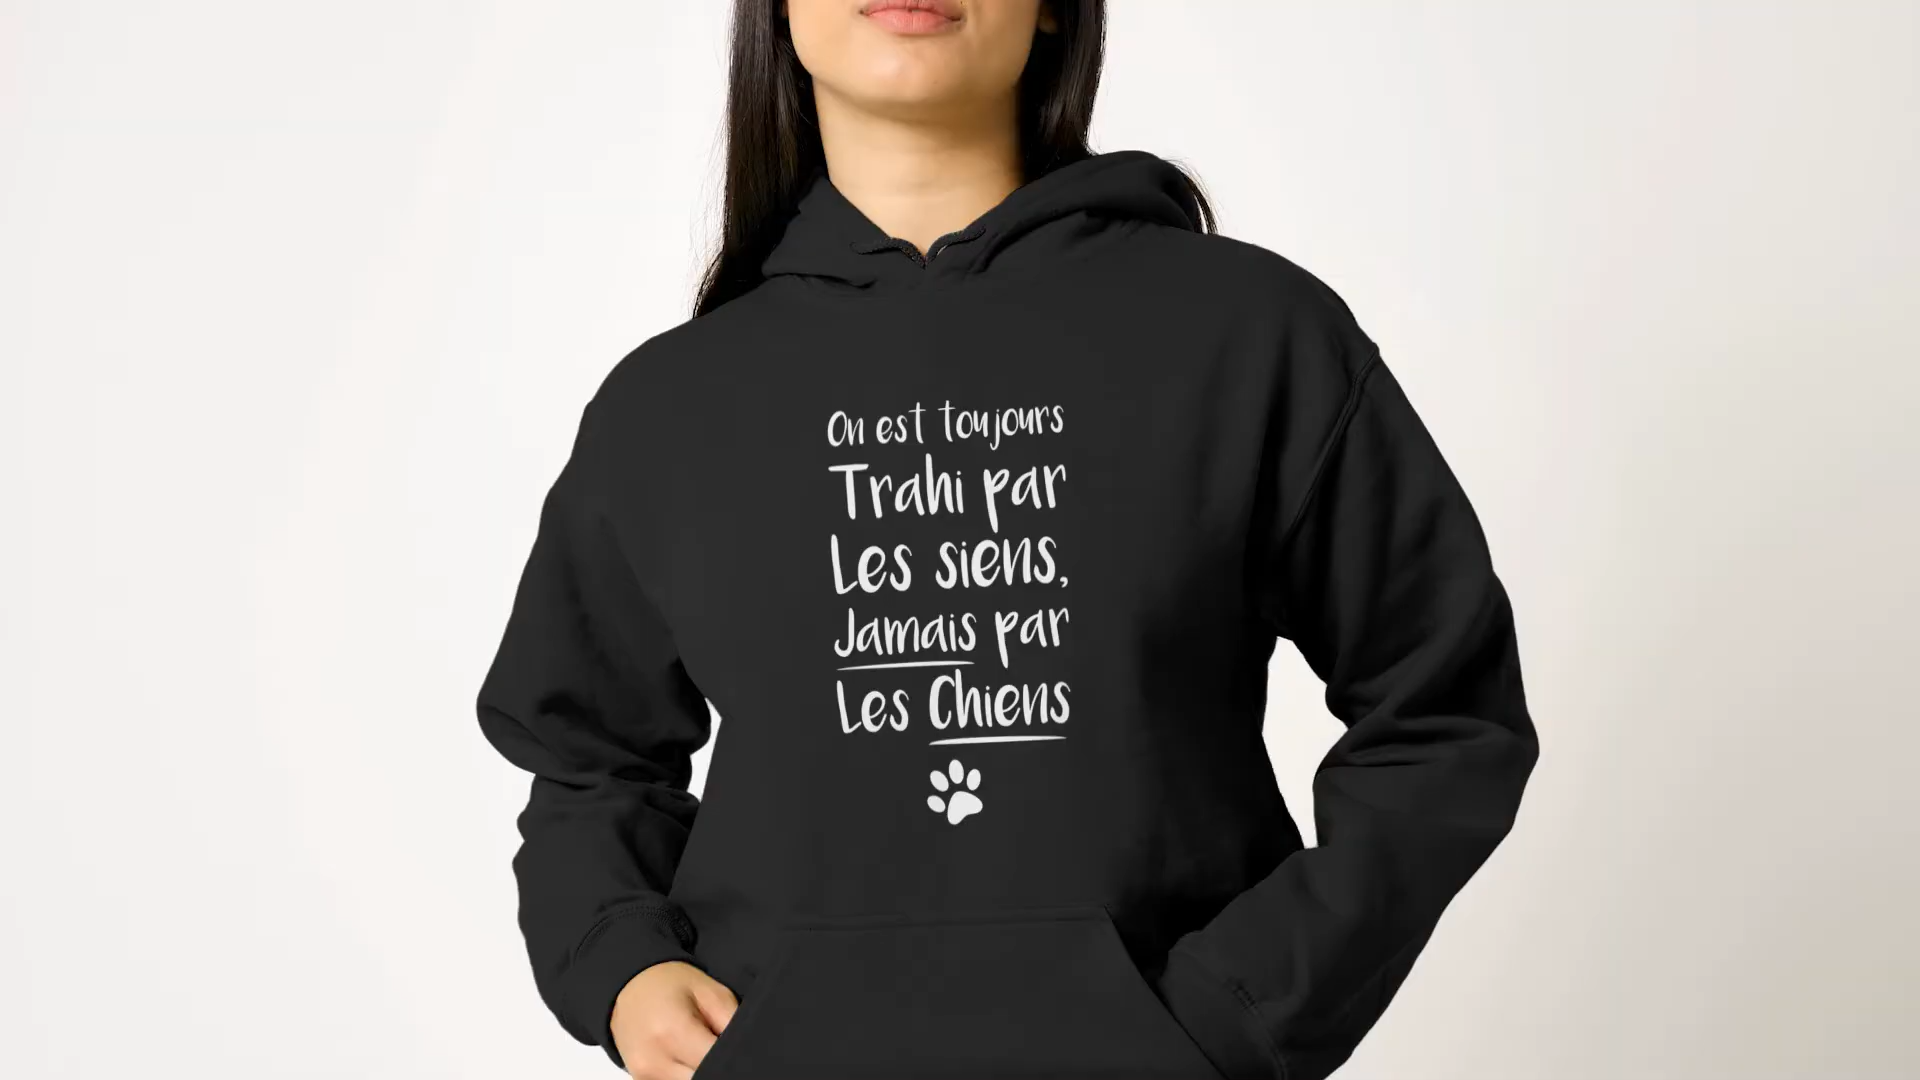 On est toujours
Trahi par
Les siens,
Jamais par
Les Chiens